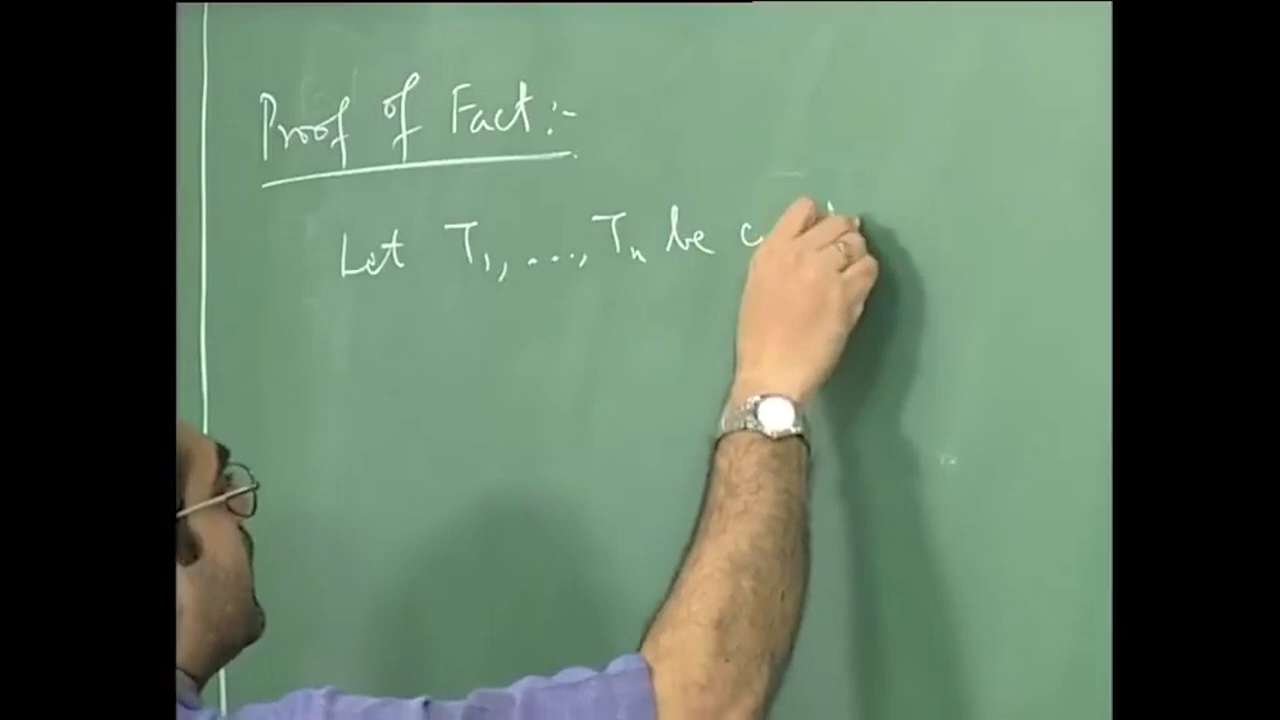 Proof of Fact:-
Let T₁, ..., Tₙ be